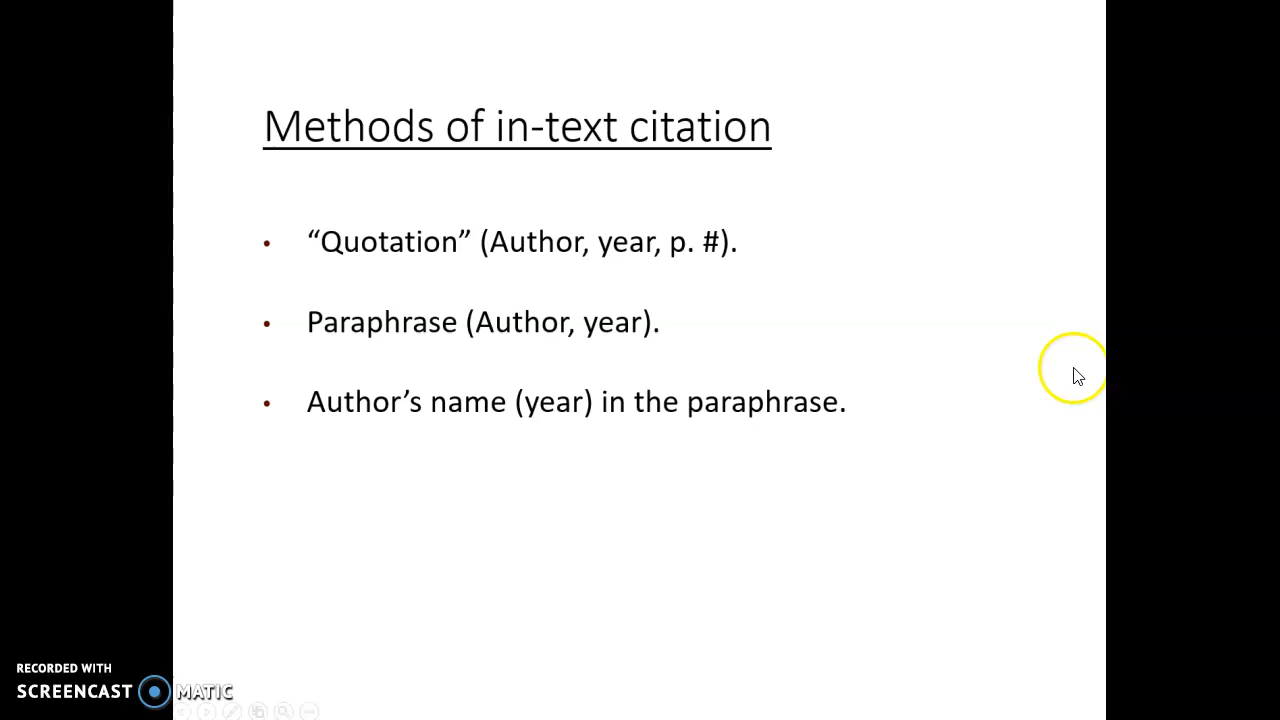 Methods of in-text citation
• “Quotation” (Author, year, p. #).
• Paraphrase (Author, year).
• Author’s name (year) in the paraphrase.
RECORDED WITH
SCREENCAST MATIC